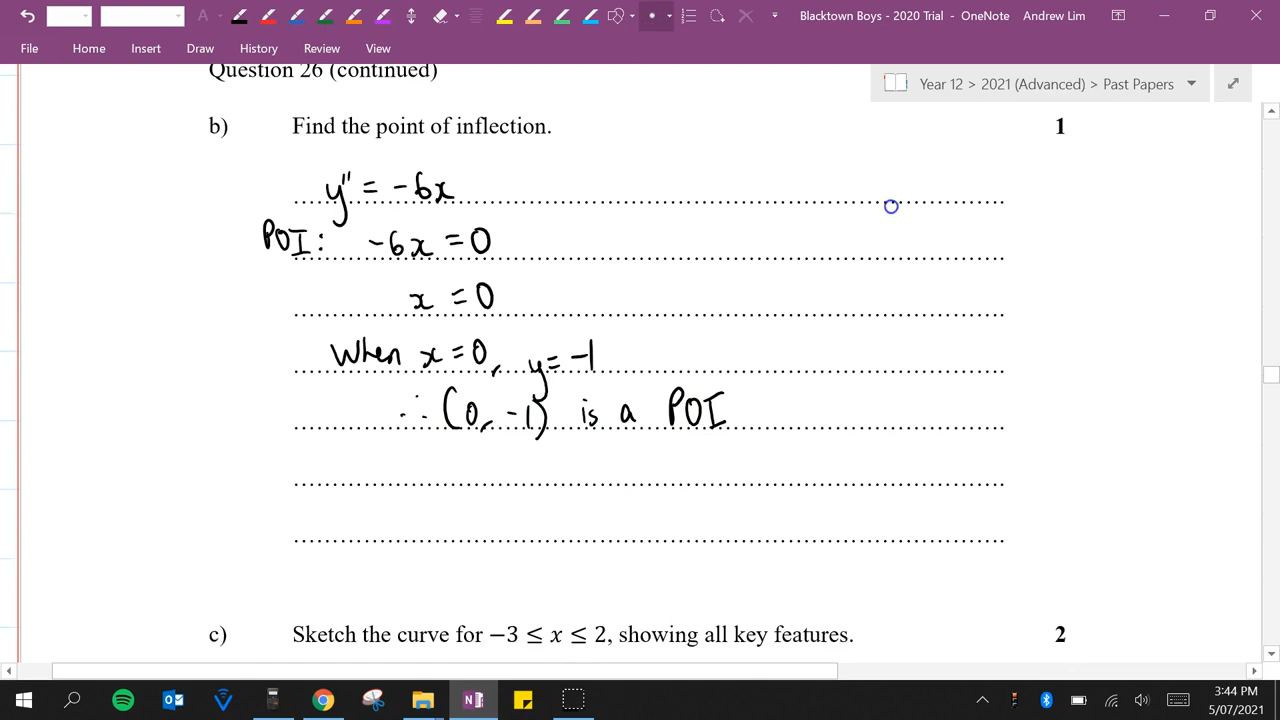 Blacktown Boys - 2020 Trial - OneNote
Andrew Lim
File Home Insert Draw History Review View
Year 12 > 2021 (Advanced) > Past Papers
Question 26 (continued)
b) Find the point of inflection. 1
y'' = -6x
POI: -6x = 0
x = 0
When x = 0, y = -1
∴ (0, -1) is a POI
c) Sketch the curve for −3 ≤ x ≤ 2, showing all key features. 2
3:44 PM
5/07/2021